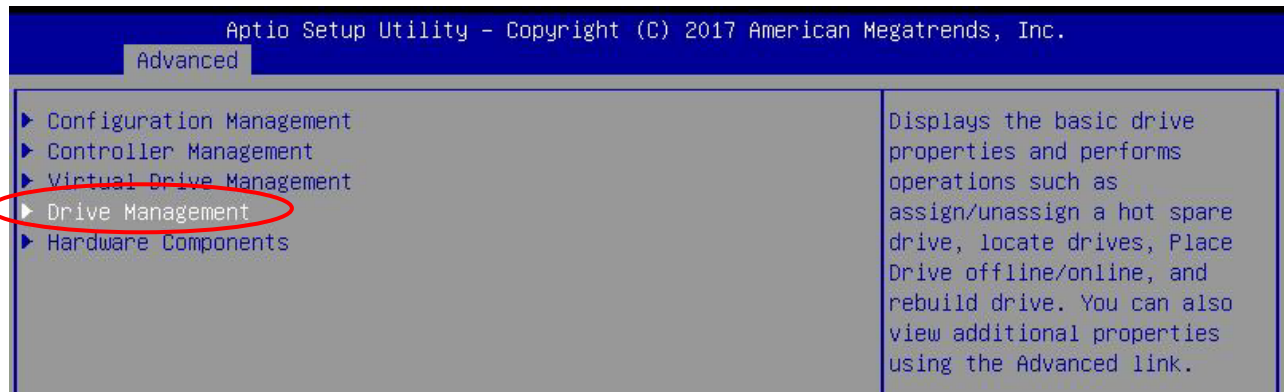 Aptio Setup Utility – Copyright (C) 2017 American Megatrends, Inc.
Advanced
Configuration Management
Controller Management
Virtual Drive Management
Drive Management
Hardware Components
Displays the basic drive
properties and performs
operations such as
assign/unassign a hot spare
drive, locate drives, Place
Drive offline/online, and
rebuild drive. You can also
view additional properties
using the Advanced link.